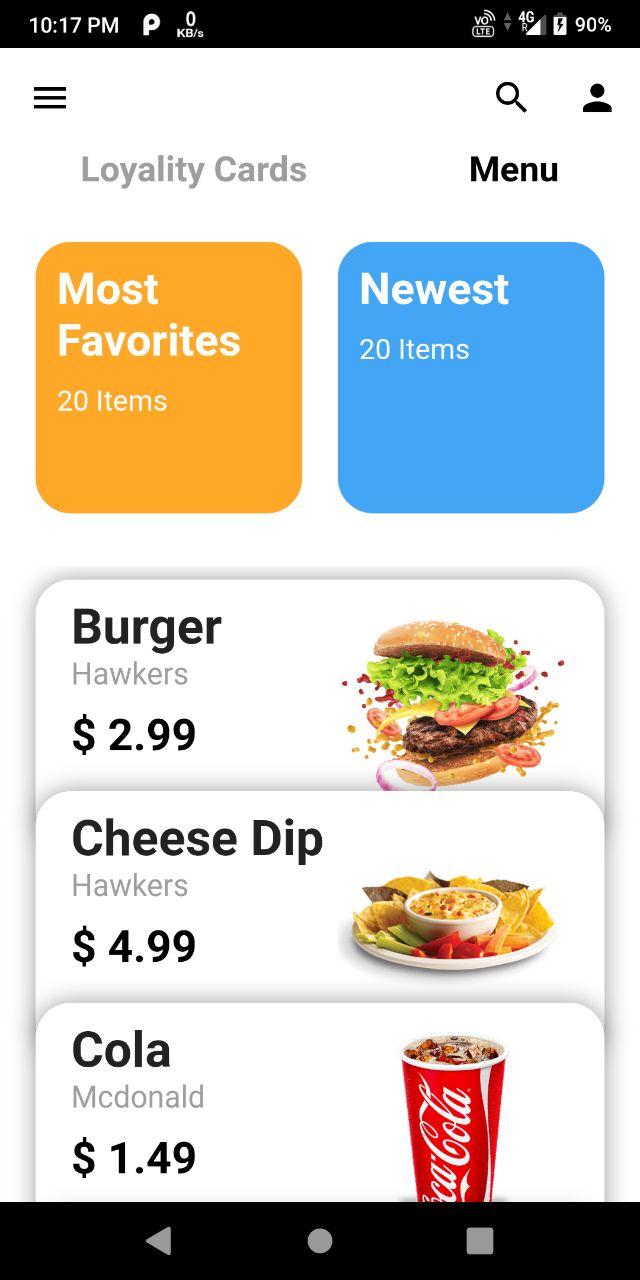 10:17 PM
0
KB/s
VO
LTE
4G
R
90%
Loyality Cards
Menu
Most
Favorites
20 Items
Newest
20 Items
Burger
Hawkers
$ 2.99
Cheese Dip
Hawkers
$ 4.99
Cola
Mcdonald
$ 1.49
Coca-Cola